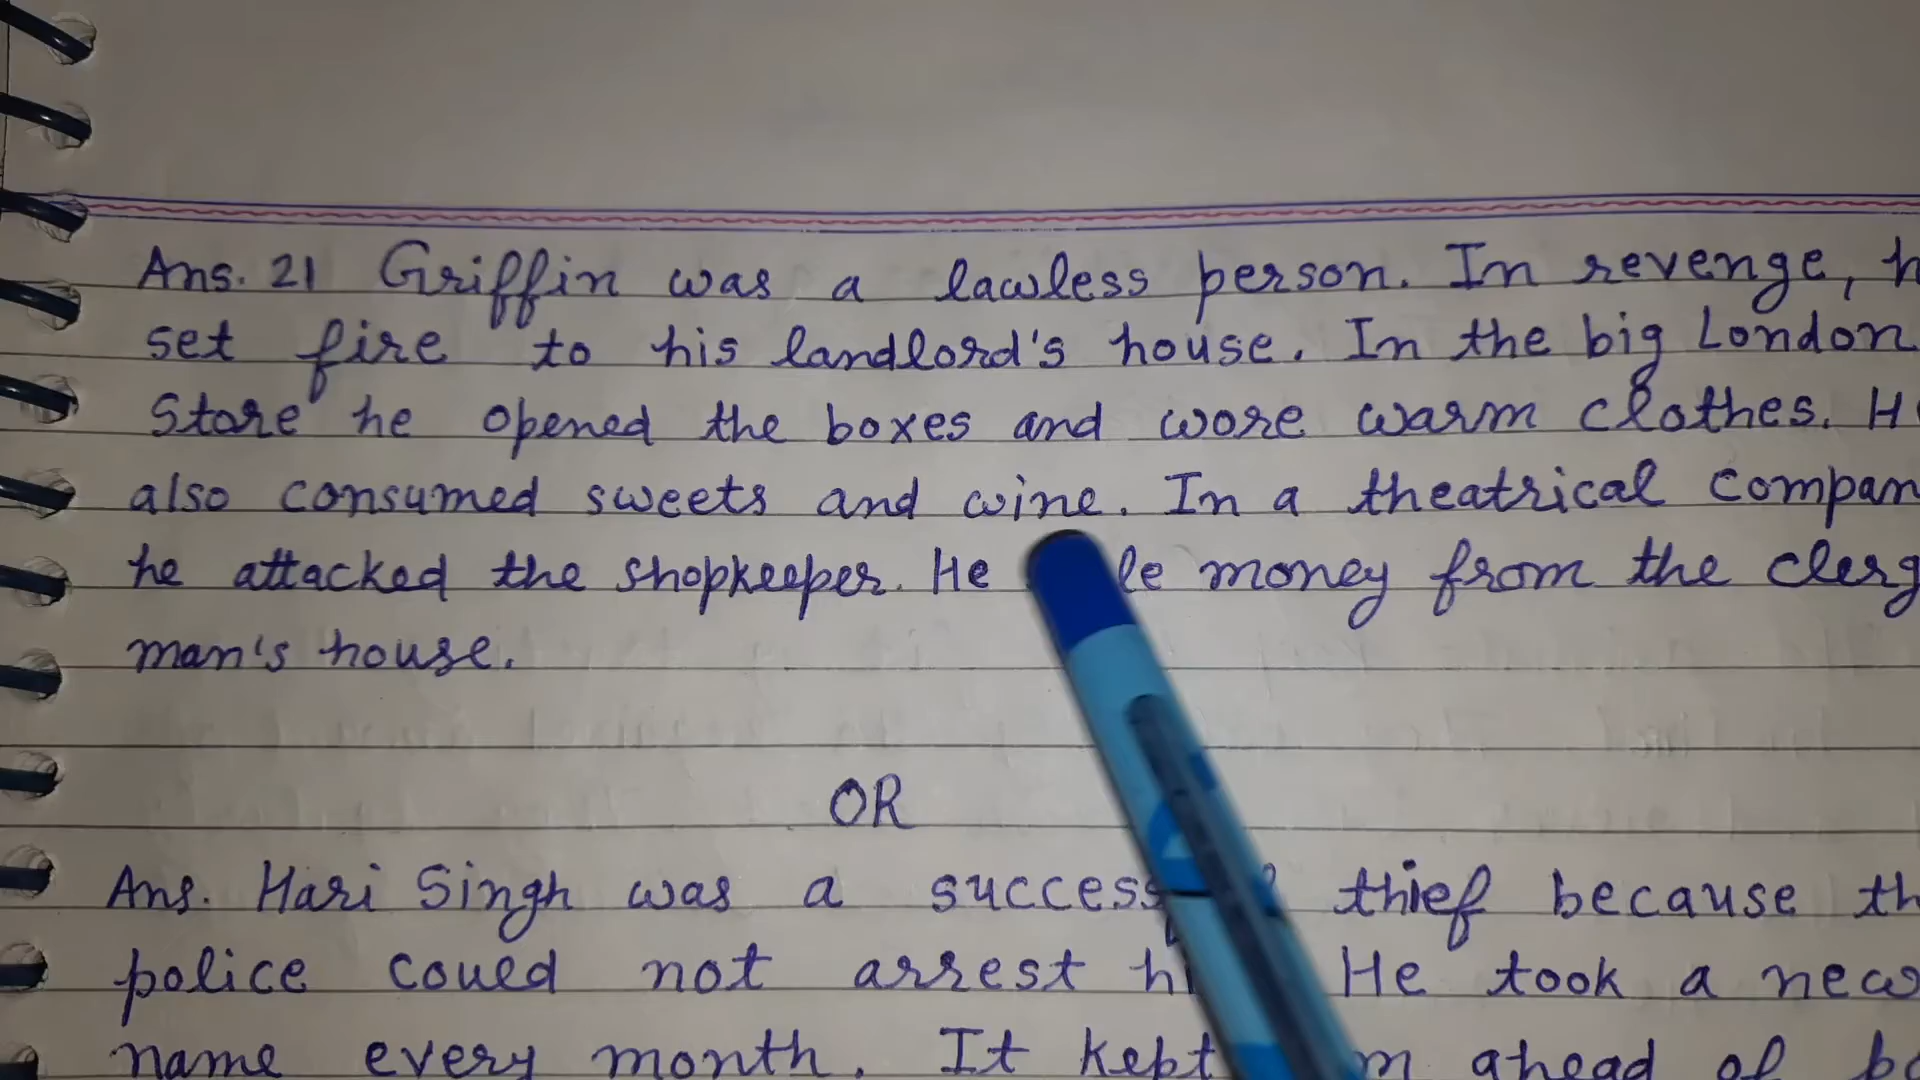 Ans. 21 Griffin was a lawless person. In revenge,
set fire to his landlord's house. In the big London
Store he opened the boxes and wore warm clothes.
also consumed sweets and wine. In a theatrical
he attacked the shopkeeper. He money from the
man's house.
OR
Ans. Hari Singh was a thief because
police could not arrest He took a new
name every month. It kept ahead of